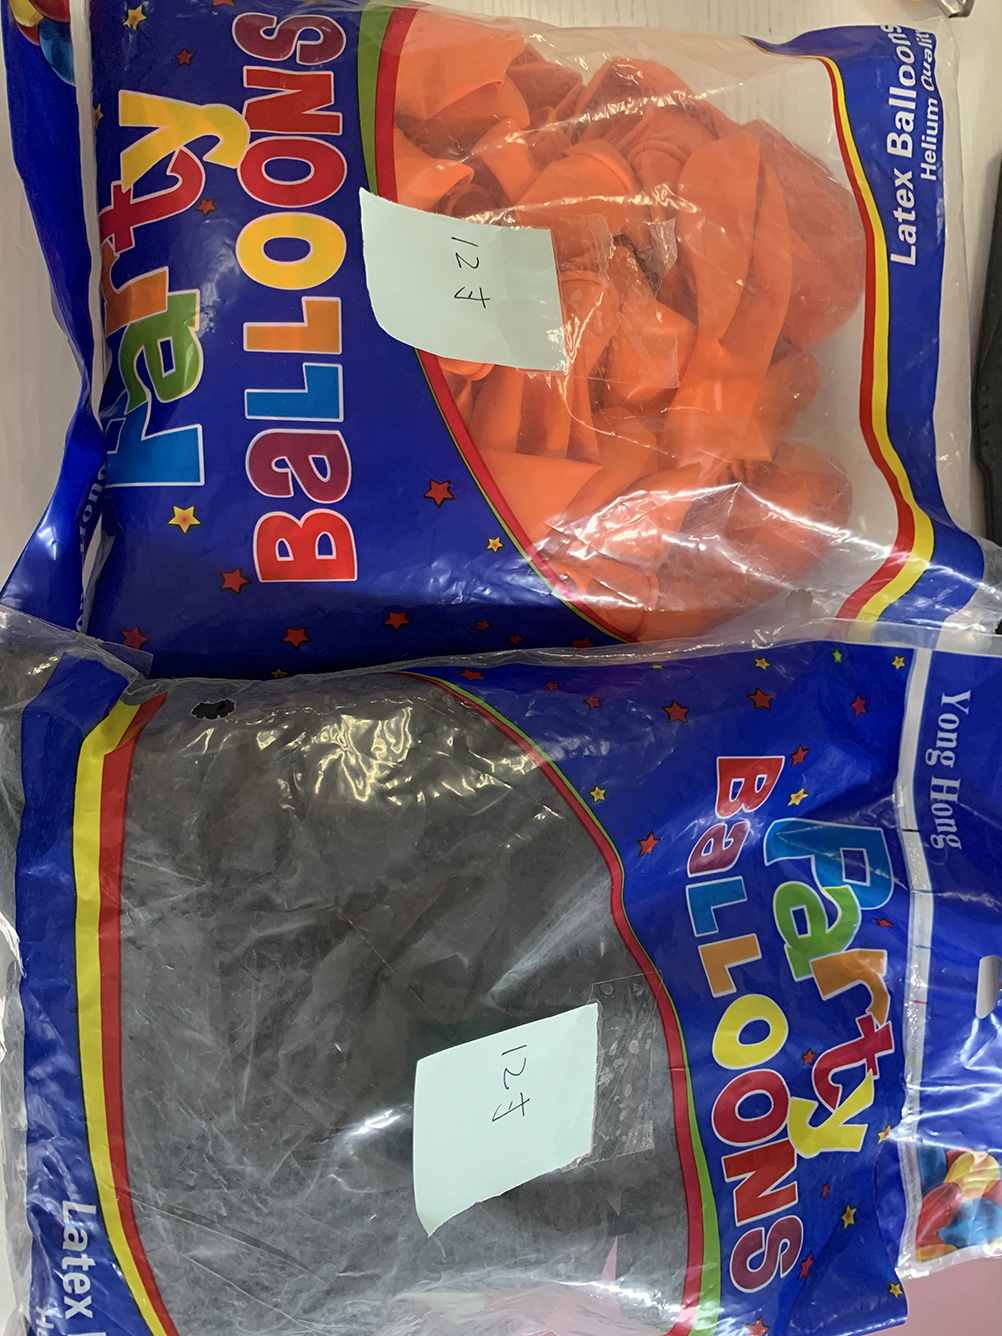 Party
BaLLOONS
Latex Balloons
Helium Quality
12寸
Yong Hong
Party
BaLLOONS
12寸
Latex